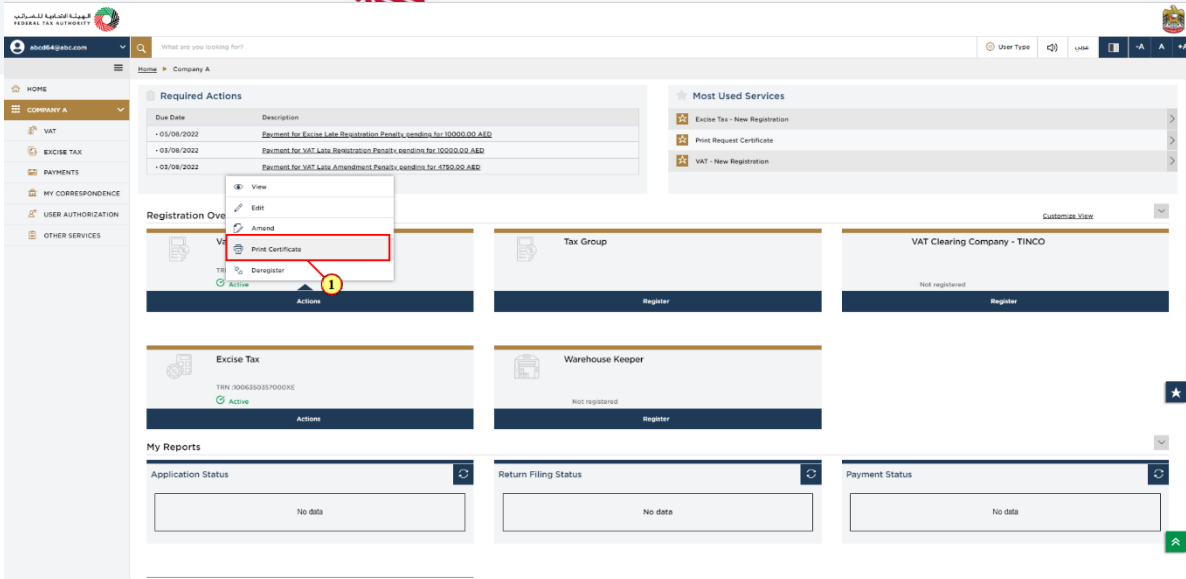 الهيئة الاتحادية للضرائب
FEDERAL TAX AUTHORITY
abcd64@abc.com
What are you looking for?
User Type
عربي
-A
A
+A
Home
Company A
HOME
COMPANY A
VAT
EXCISE TAX
PAYMENTS
MY CORRESPONDENCE
USER AUTHORIZATION
OTHER SERVICES
Required Actions
Due Date Description
• 05/08/2022 Payment for Excise Late Registration Penalty pending for 10000.00 AED
• 03/08/2022 Payment for VAT Late Registration Penalty pending for 10000.00 AED
• 03/08/2022 Payment for VAT Late Amendment Penalty pending for 4750.00 AED
Most Used Services
Excise Tax - New Registration
Print Request Certificate
VAT - New Registration
View
Edit
Amend
Print Certificate
Deregister
1
Registration Ove
Customize View
Va
TR
Active
Actions
Tax Group
Register
VAT Clearing Company - TINCO
Not registered
Register
Excise Tax
TRN :1006350357000XE
Active
Actions
Warehouse Keeper
Not registered
Register
My Reports
Application Status
No data
Return Filing Status
No data
Payment Status
No data